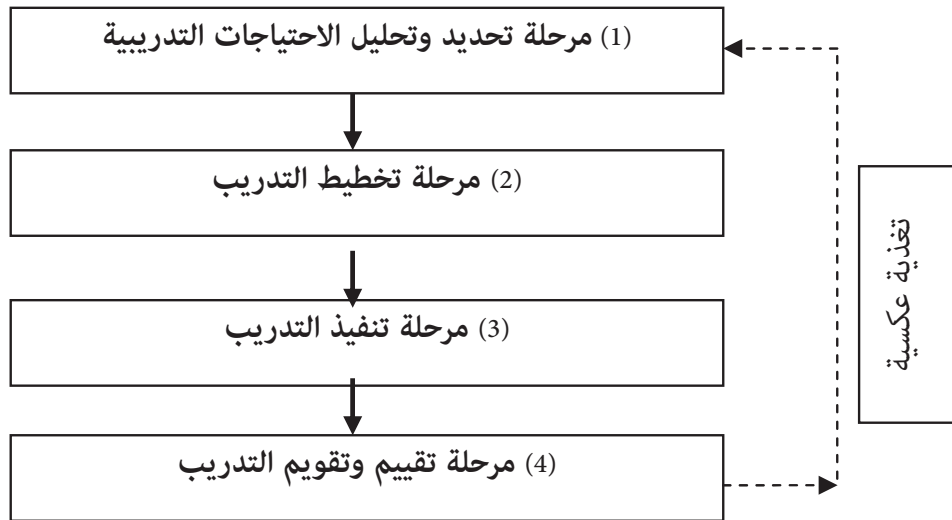 (1) مرحلة تحديد وتحليل الاحتياجات التدريبية
(2) مرحلة تخطيط التدريب
(3) مرحلة تنفيذ التدريب
(4) مرحلة تقييم وتقويم التدريب
تغذية عكسية